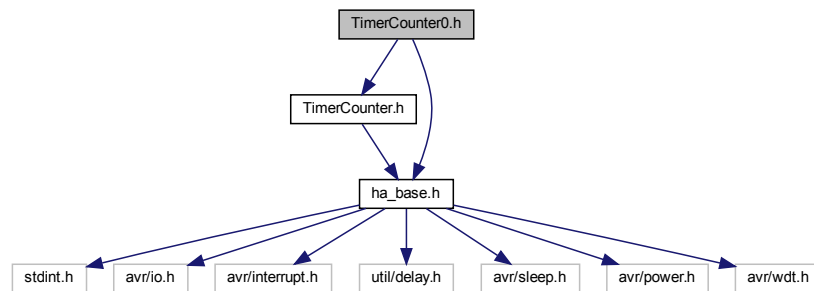 TimerCounter0.h
TimerCounter.h
ha_base.h
stdint.h
avr/io.h
avr/interrupt.h
util/delay.h
avr/sleep.h
avr/power.h
avr/wdt.h